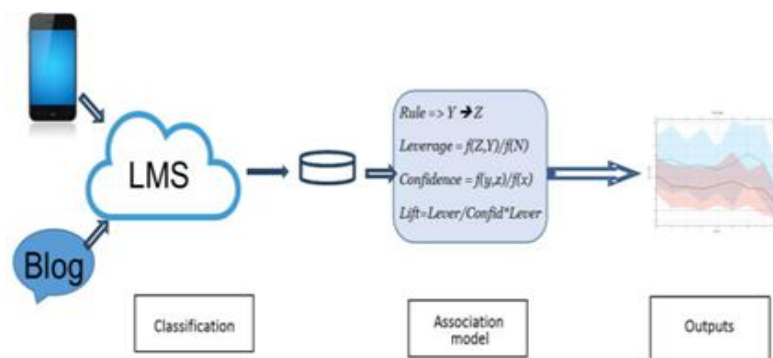 LMS
Blog
Rule => Y ➔ Z
Leverage = f(Z,Y)/f(N)
Confidence = f(y,z)/f(x)
Lift=Lever/Confid*Lever
Classification
Association
model
Outputs